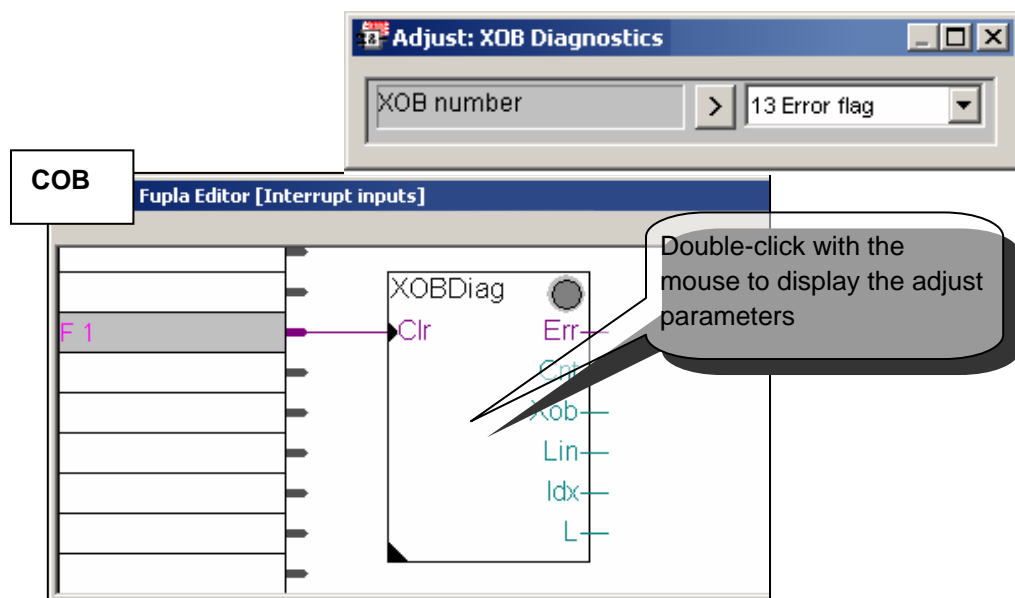 Adjust: XOB Diagnostics
XOB number > 13 Error flag
COB
Fupla Editor [Interrupt inputs]
Double-click with the
mouse to display the adjust
parameters
XOBDiag
F 1 Clr Err
Cnt
Xob
Lin
Idx
L